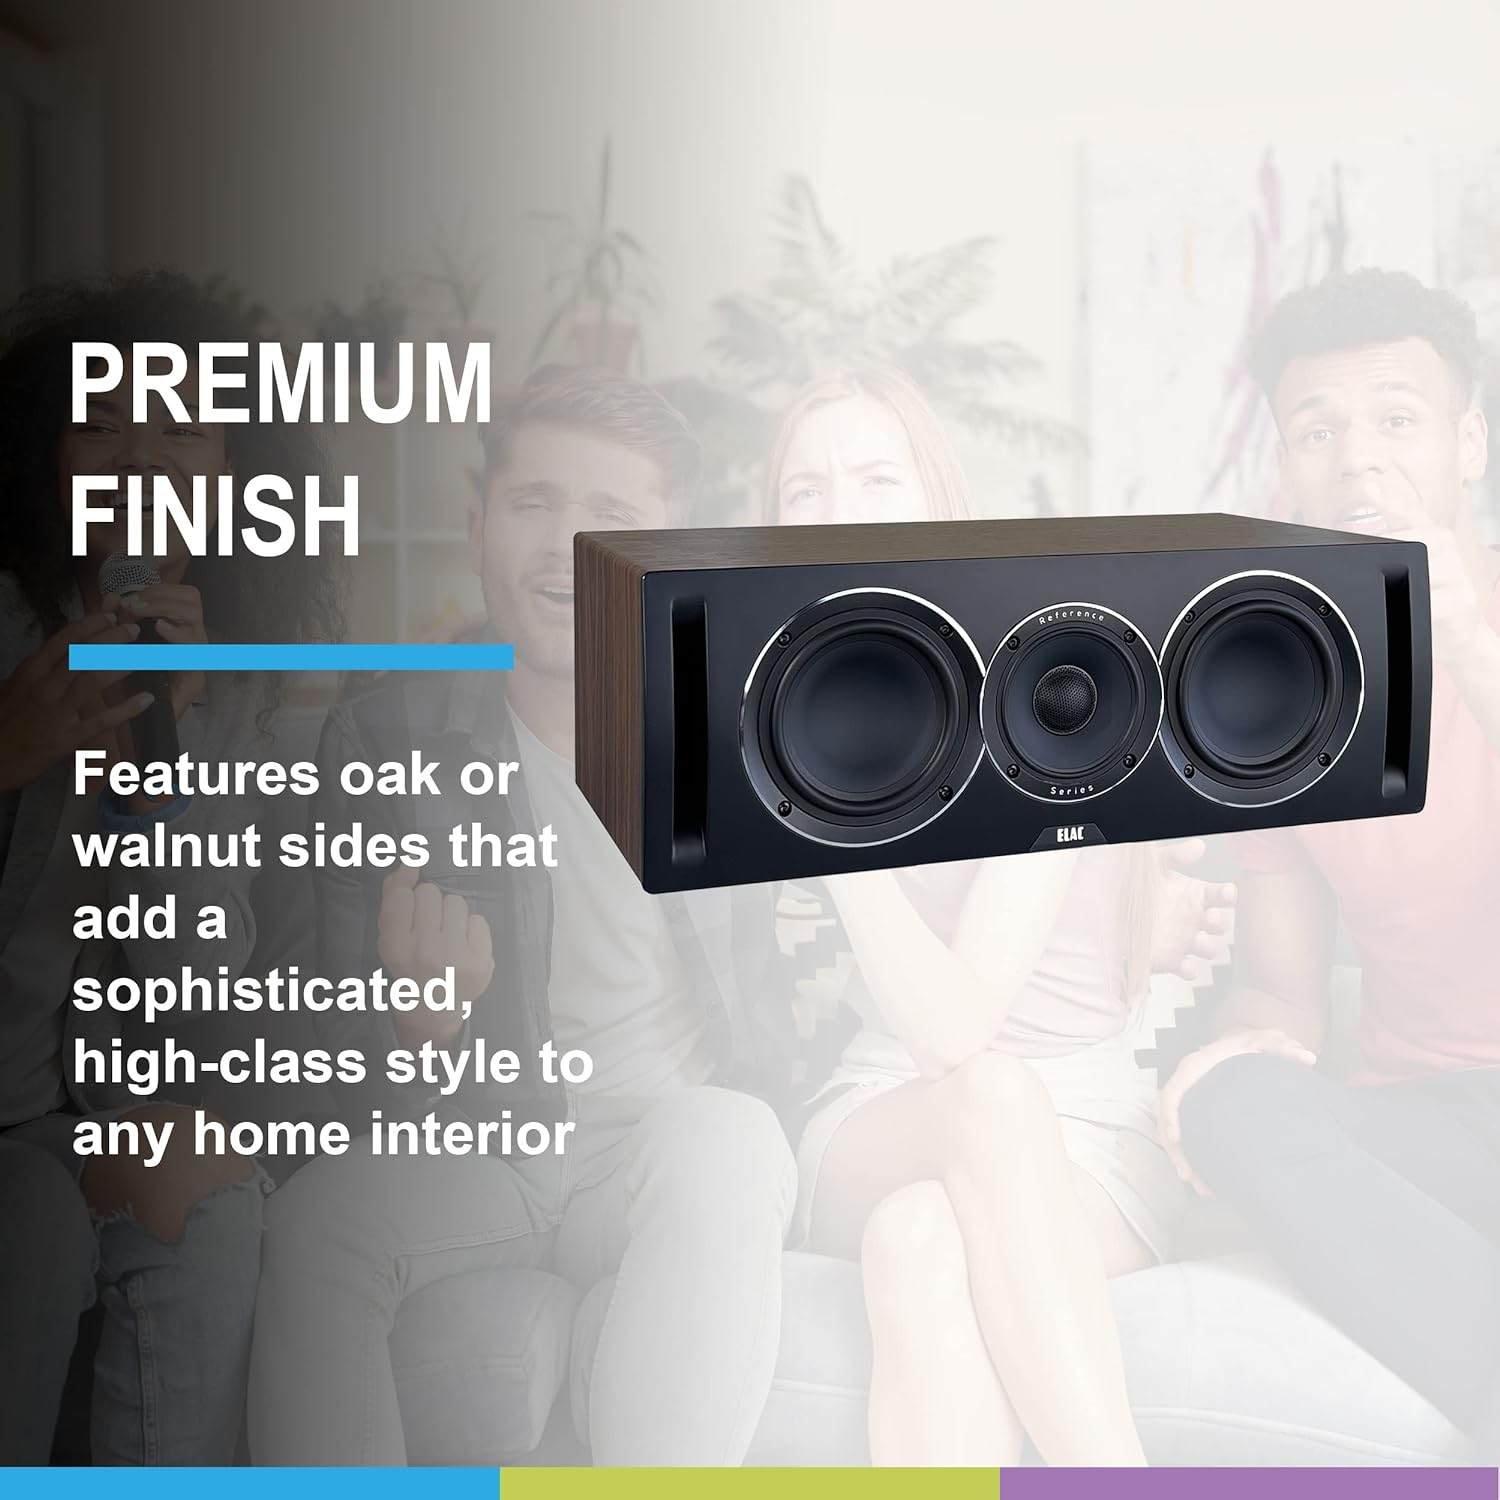 PREMIUM
FINISH
Features oak or
walnut sides that
add a
sophisticated,
high-class style to
any home interior
Reference
Series
ELAC